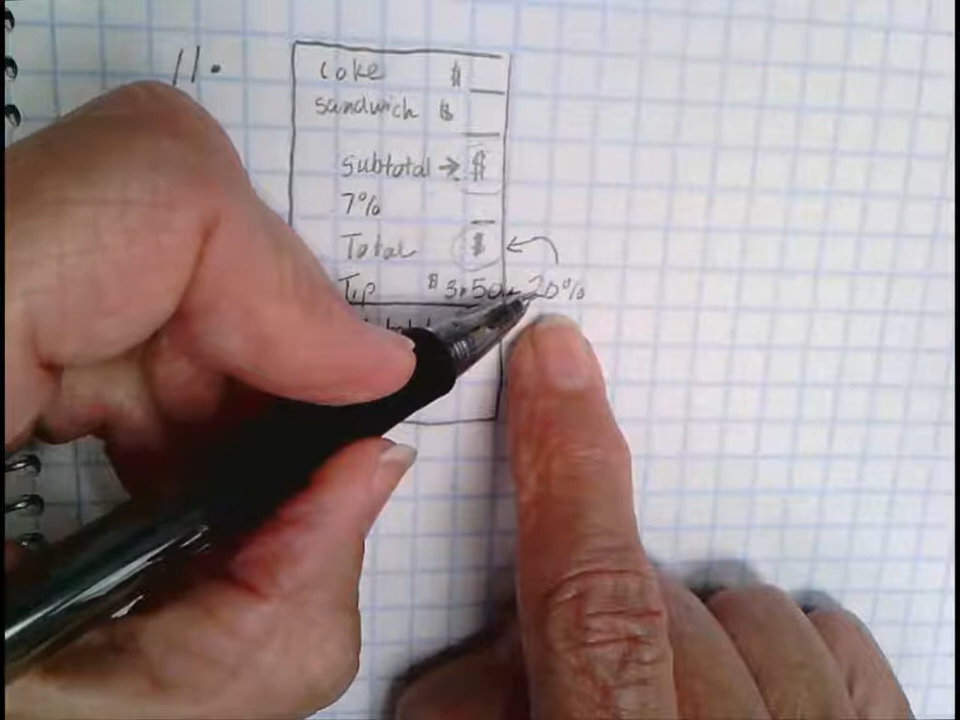 11.
Coke $
Sandwich $
Subtotal → $
7%
Total $
Tip $3.50 20%